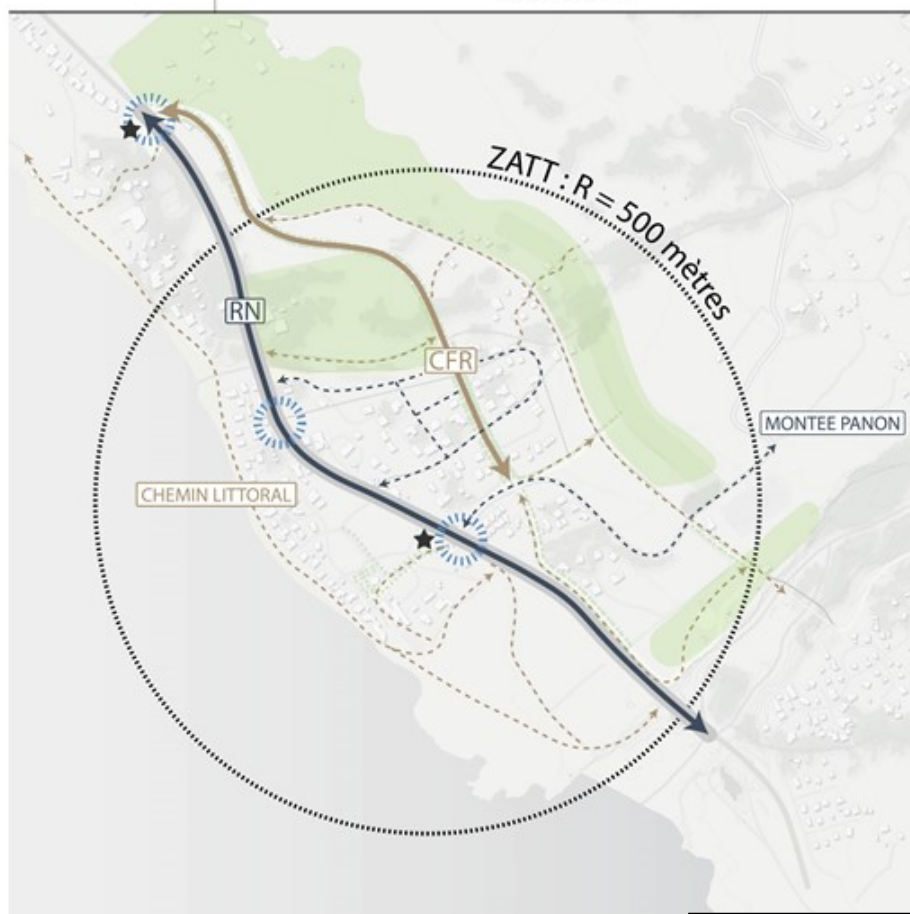 ZATT : R = 500 mètres
RN
CFR
MONTEE PANON
CHEMIN LITTORAL